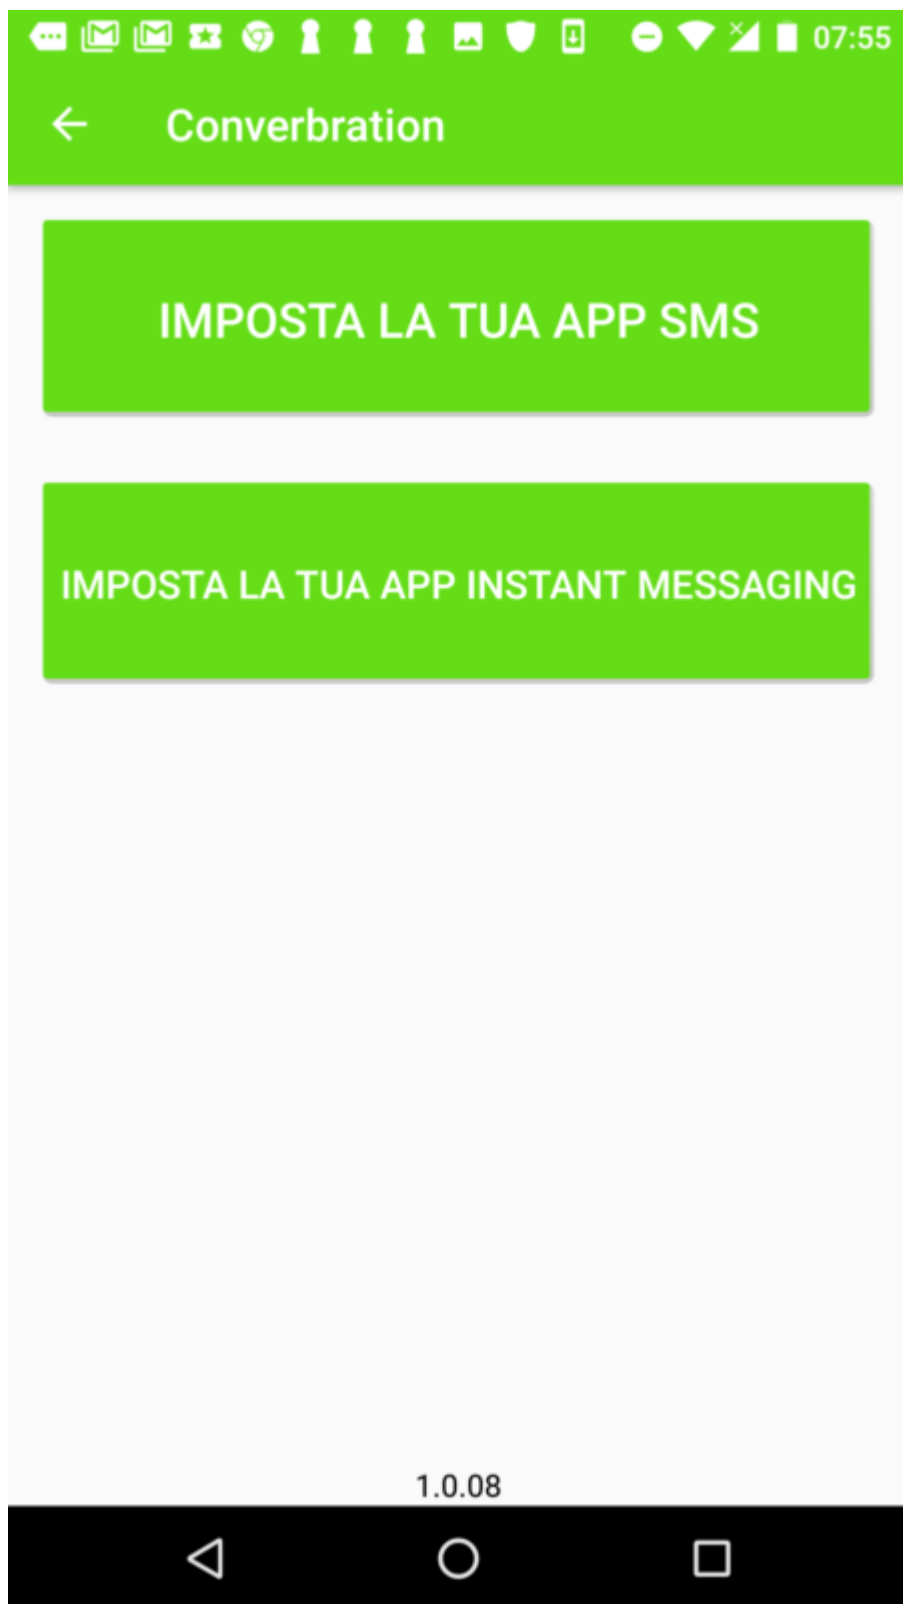 07:55
Converbration
IMPOSTA LA TUA APP SMS
IMPOSTA LA TUA APP INSTANT MESSAGING
1.0.08